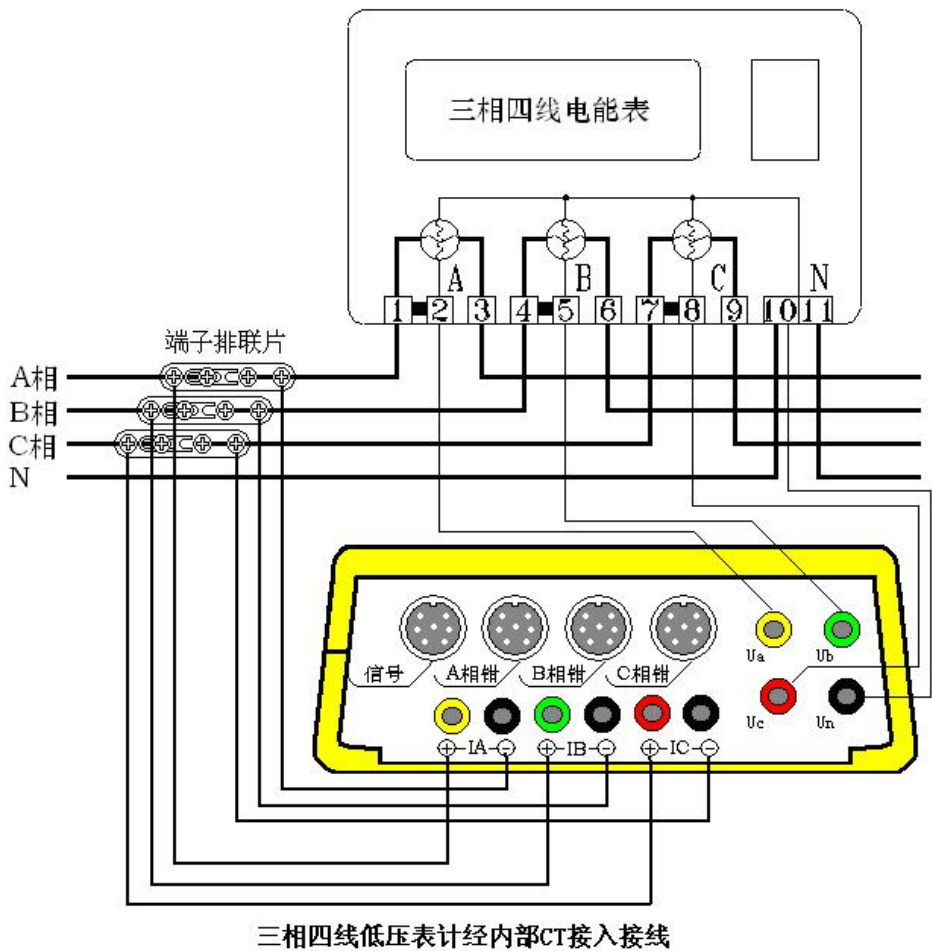 三相四线电能表
A B C N
1 2 3 4 5 6 7 8 9 10 11
端子排联片
A相
B相
C相
N
信号 A相钳 B相钳 C相钳
Ua Ub
Uc Un
+ IA - + IB - + IC -
三相四线低压表计经内部CT接入接线